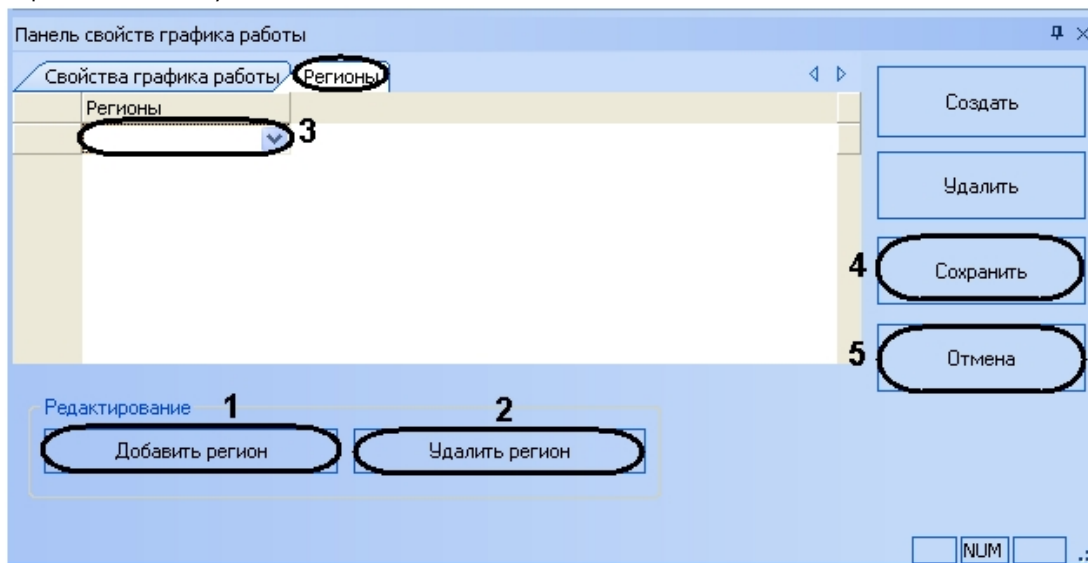 Панель свойств графика работы
Свойства графика работы Регионы
Создать
Регионы
3
Удалить
4 Сохранить
5 Отмена
Редактирование 1 2
Добавить регион Удалить регион
NUM